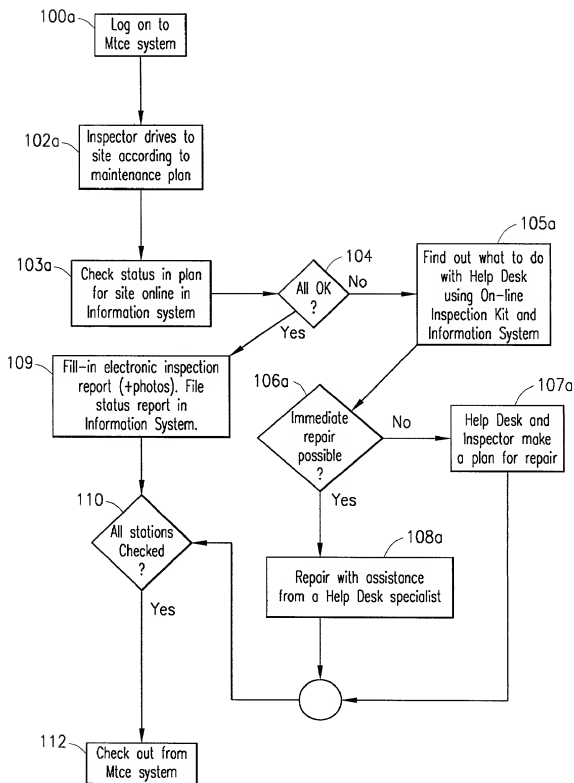 100a
Log on to
Mtce system
102a
Inspector drives to
site according to
maintenance plan
103a
Check status in plan
for site online in
Information system
104
All OK
?
No
Yes
105a
Find out what to do
with Help Desk
using On-line
Inspection Kit and
Information System
109
Fill-in electronic inspection
report (+photos). File
status report in
Information System.
106a
Immediate
repair
possible
?
No
Yes
107a
Help Desk and
Inspector make
a plan for repair
110
All stations
Checked
?
Yes
108a
Repair with assistance
from a Help Desk specialist
112
Check out from
Mtce system